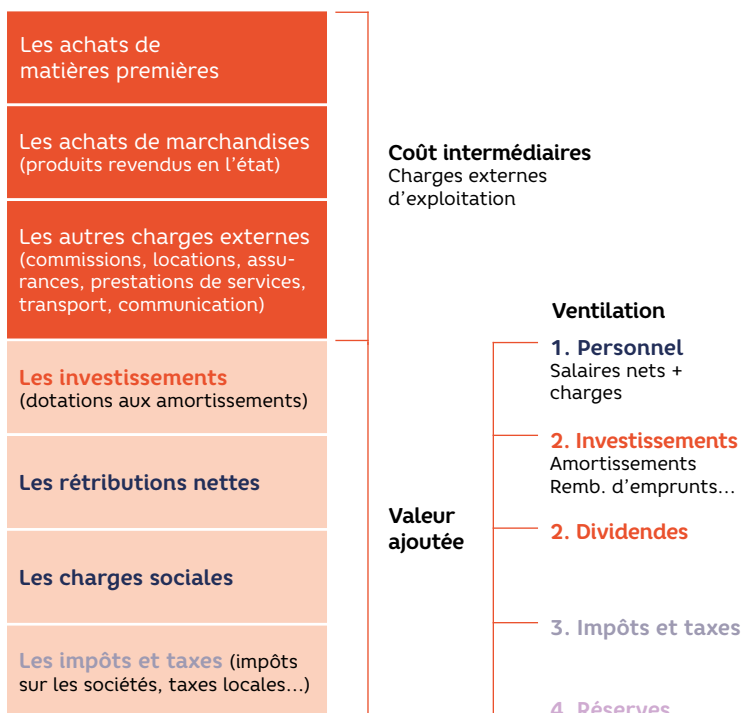 Les achats de
matières premières
Les achats de marchandises
(produits revendus en l’état)
Les autres charges externes
(commissions, locations, assu-
rances, prestations de services,
transport, communication)
Les investissements
(dotations aux amortissements)
Les rétributions nettes
Les charges sociales
Les impôts et taxes (impôts
sur les sociétés, taxes locales…)
Coût intermédiaires
Charges externes
d’exploitation
Valeur
ajoutée
Ventilation
1. Personnel
Salaires nets +
charges
2. Investissements
Amortissements
Remb. d’emprunts…
2. Dividendes
3. Impôts et taxes
4. Réserves